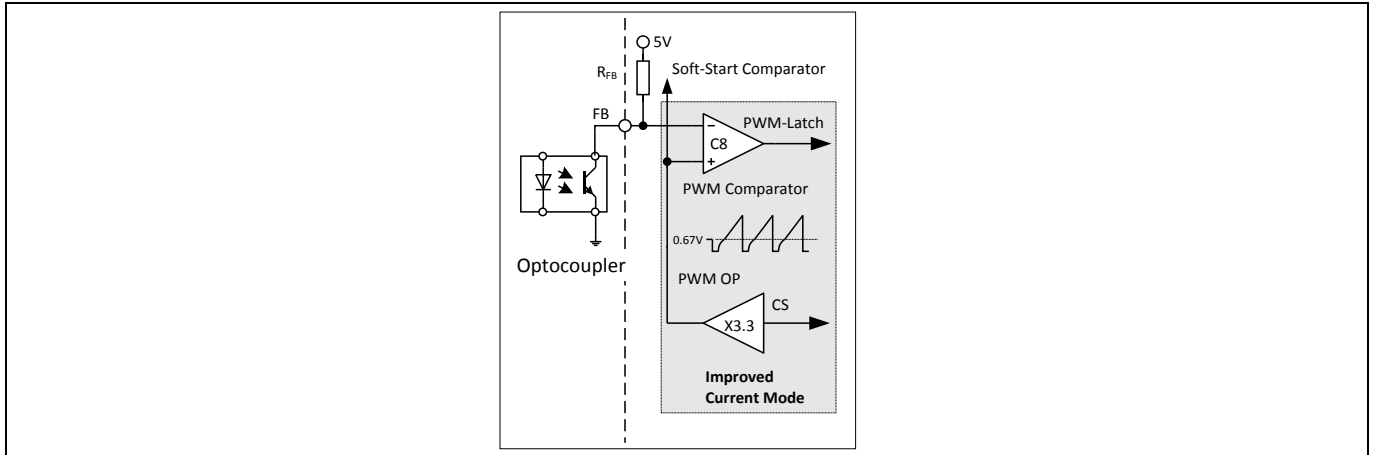 5V
R_FB
Soft-Start Comparator
FB
PWM-Latch
−
C8
+
PWM Comparator
0.67V
Optocoupler
PWM OP
CS
X3.3
Improved
Current Mode